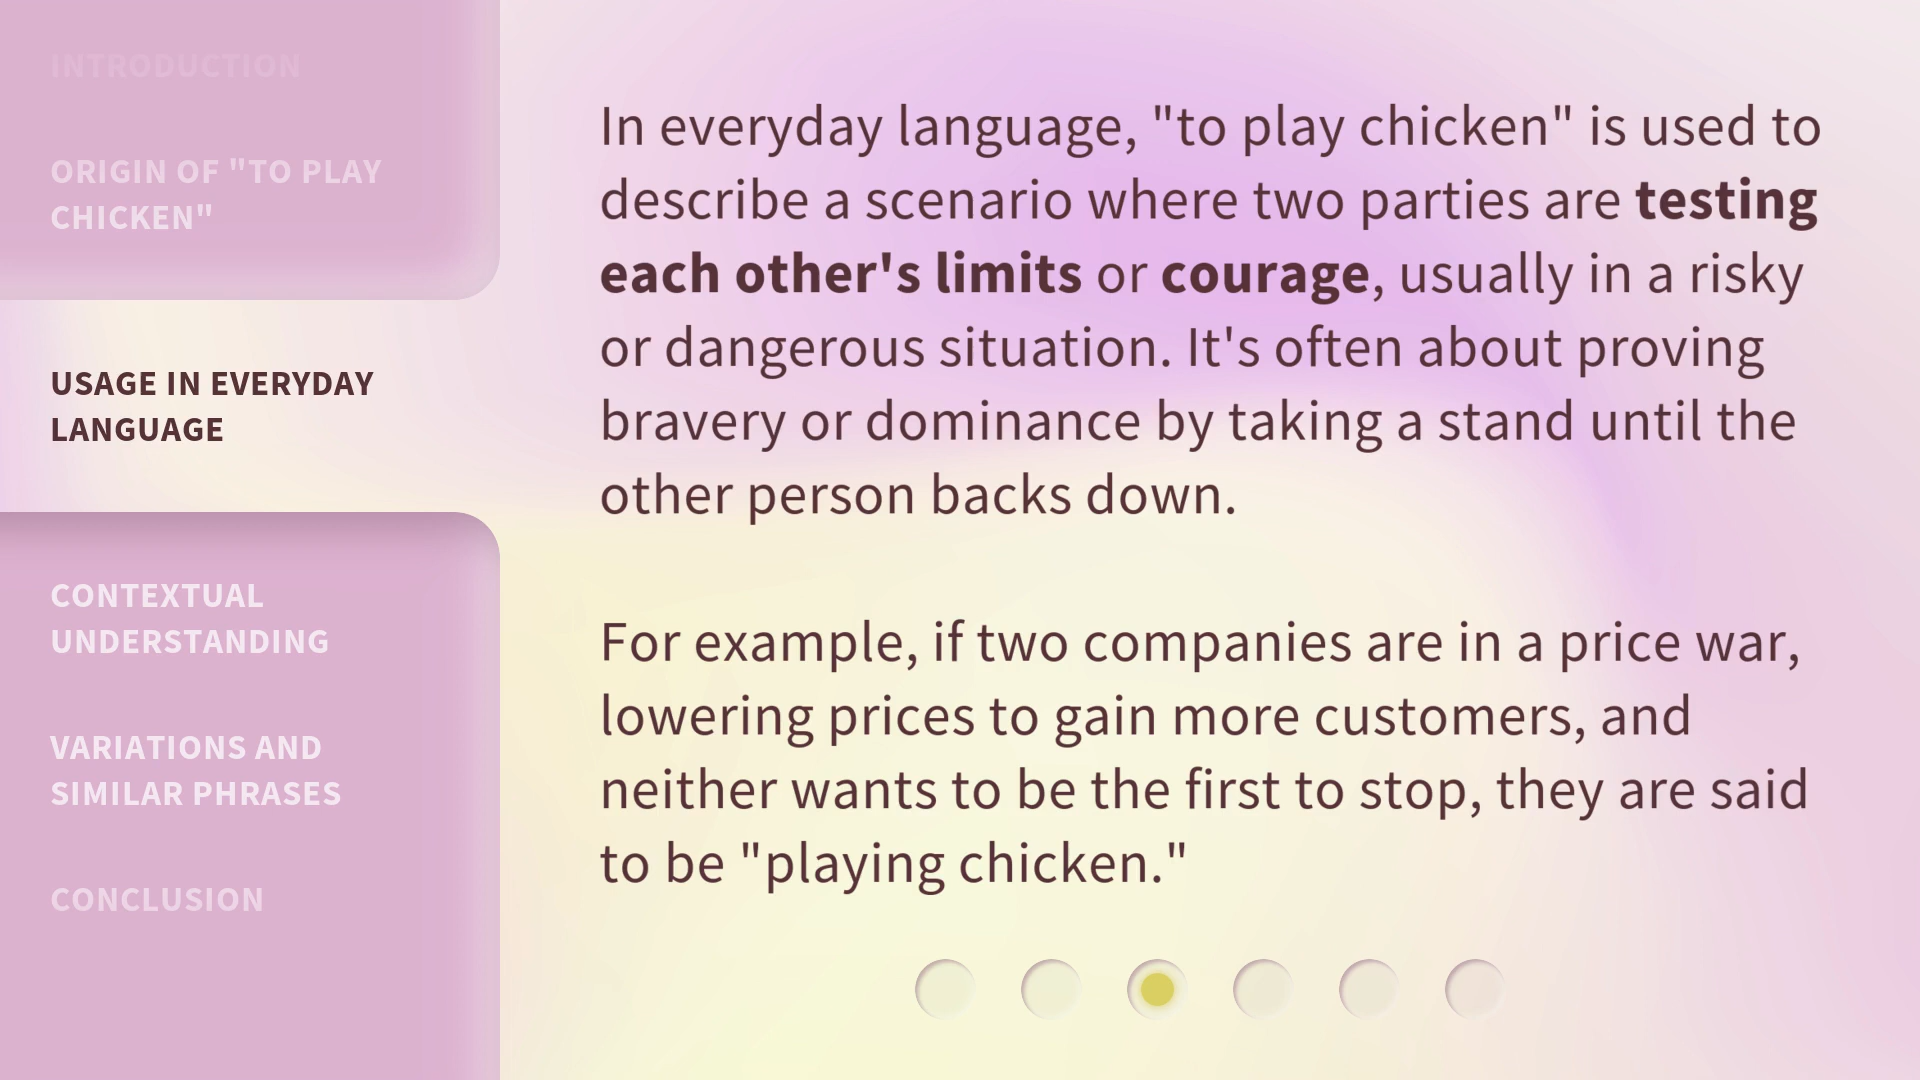 INTRODUCTION
ORIGIN OF "TO PLAY
CHICKEN"
USAGE IN EVERYDAY
LANGUAGE
CONTEXTUAL
UNDERSTANDING
VARIATIONS AND
SIMILAR PHRASES
CONCLUSION
In everyday language, "to play chicken" is used to
describe a scenario where two parties are testing
each other's limits or courage, usually in a risky
or dangerous situation. It's often about proving
bravery or dominance by taking a stand until the
other person backs down.
For example, if two companies are in a price war,
lowering prices to gain more customers, and
neither wants to be the first to stop, they are said
to be "playing chicken."